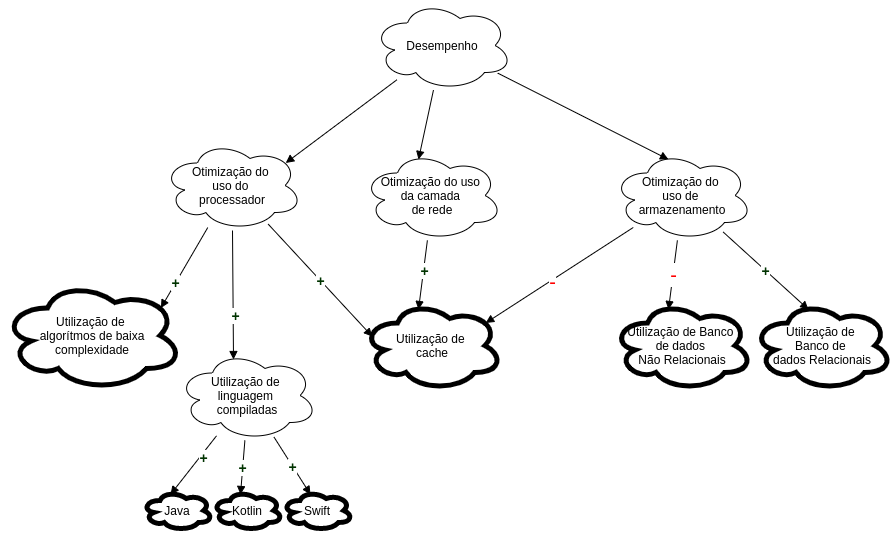 Desempenho
Otimização do
uso do
processador
Otimização do uso
da camada
de rede
Otimização do
uso de
armazenamento
+
+
+
+
-
-
+
Utilização de
algorítmos de baixa
complexidade
Utilização de
cache
Utilização de Banco
de dados
Não Relacionais
Utilização de
Banco de
dados Relacionais
Utilização de
linguagem
compiladas
+
+
+
Java
Kotlin
Swift